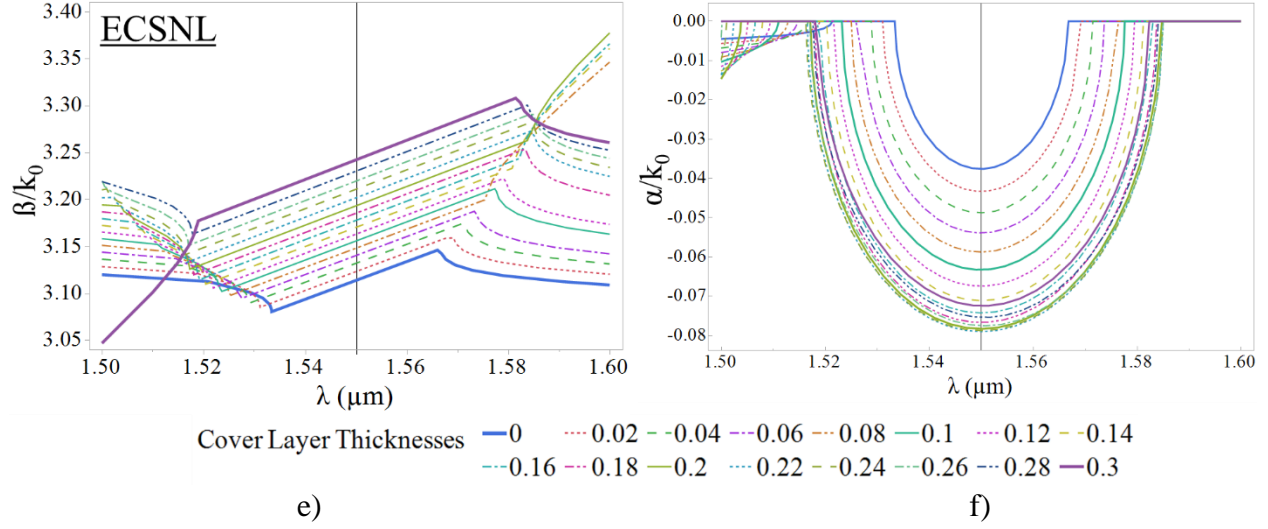 ECSNL
3.40
3.35
3.30
3.25
3.20
3.15
3.10
3.05
ß/k0
1.50 1.52 1.54 1.56 1.58 1.60
λ (µm)
0.00
-0.01
-0.02
-0.03
-0.04
-0.05
-0.06
-0.07
-0.08
α/k0
1.50 1.52 1.54 1.56 1.58 1.60
λ (µm)
Cover Layer Thicknesses 0 0.02 0.04 0.06 0.08 0.1 0.12 0.14
0.16 0.18 0.2 0.22 0.24 0.26 0.28 0.3
e) f)